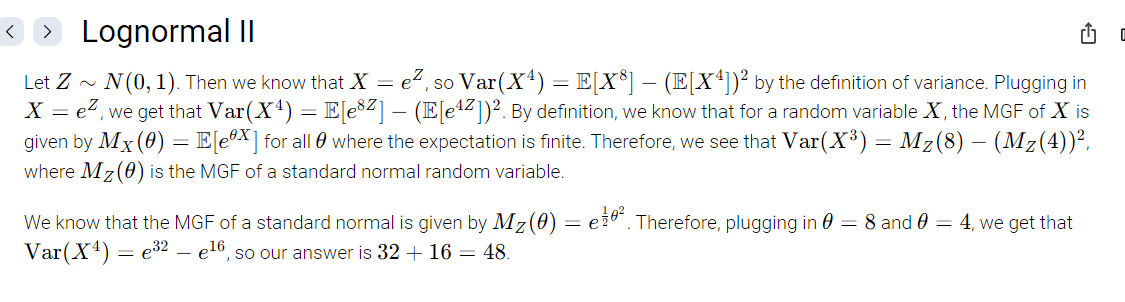 Lognormal II
Let Z ∼ N(0, 1). Then we know that X = e^Z, so Var(X^4) = 𝔼[X^8] − (𝔼[X^4])^2 by the definition of variance. Plugging in
X = e^Z, we get that Var(X^4) = 𝔼[e^{8Z}] − (𝔼[e^{4Z}])^2. By definition, we know that for a random variable X, the MGF of X is
given by M_X(θ) = 𝔼[e^{θX}] for all θ where the expectation is finite. Therefore, we see that Var(X^3) = M_Z(8) − (M_Z(4))^2,
where M_Z(θ) is the MGF of a standard normal random variable.
We know that the MGF of a standard normal is given by M_Z(θ) = e^{\frac{1}{2}θ^2}. Therefore, plugging in θ = 8 and θ = 4, we get that
Var(X^4) = e^{32} − e^{16}, so our answer is 32 + 16 = 48.